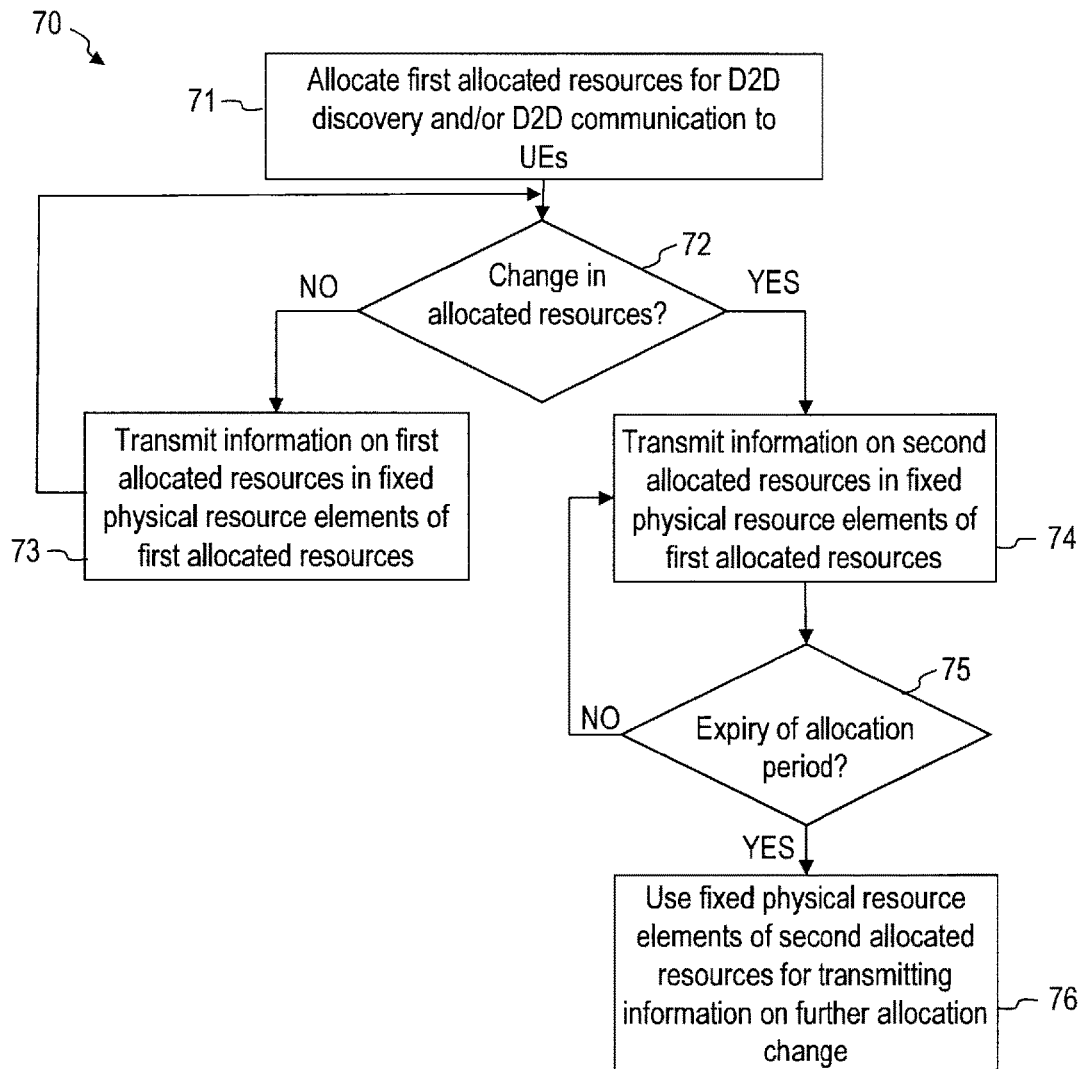 70
71
Allocate first allocated resources for D2D
discovery and/or D2D communication to
UEs
72
Change in
allocated resources?
NO
YES
Transmit information on first
allocated resources in fixed
physical resource elements of
first allocated resources
73
Transmit information on second
allocated resources in fixed
physical resource elements of
first allocated resources
74
75
Expiry of allocation
period?
NO
YES
Use fixed physical resource
elements of second allocated
resources for transmitting
information on further allocation
change
76